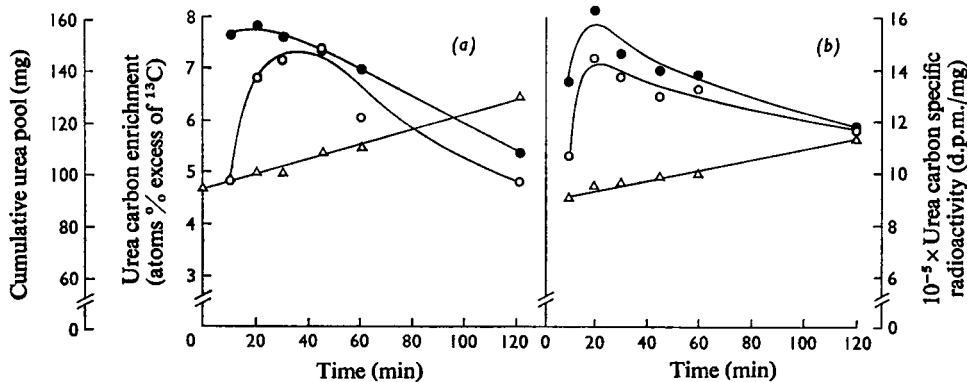 Cumulative urea pool (mg)
160
140
120
100
80
60
0
Urea carbon enrichment
(atoms % excess of ¹³C)
8
7
6
5
4
3
(a)
0 20 40 60 80 100 120
Time (min)
(b)
0 20 40 60 80 100 120
Time (min)
16
14
12
10
8
6
0
10⁻⁵ × Urea carbon specific
radioactivity (d.p.m./mg)